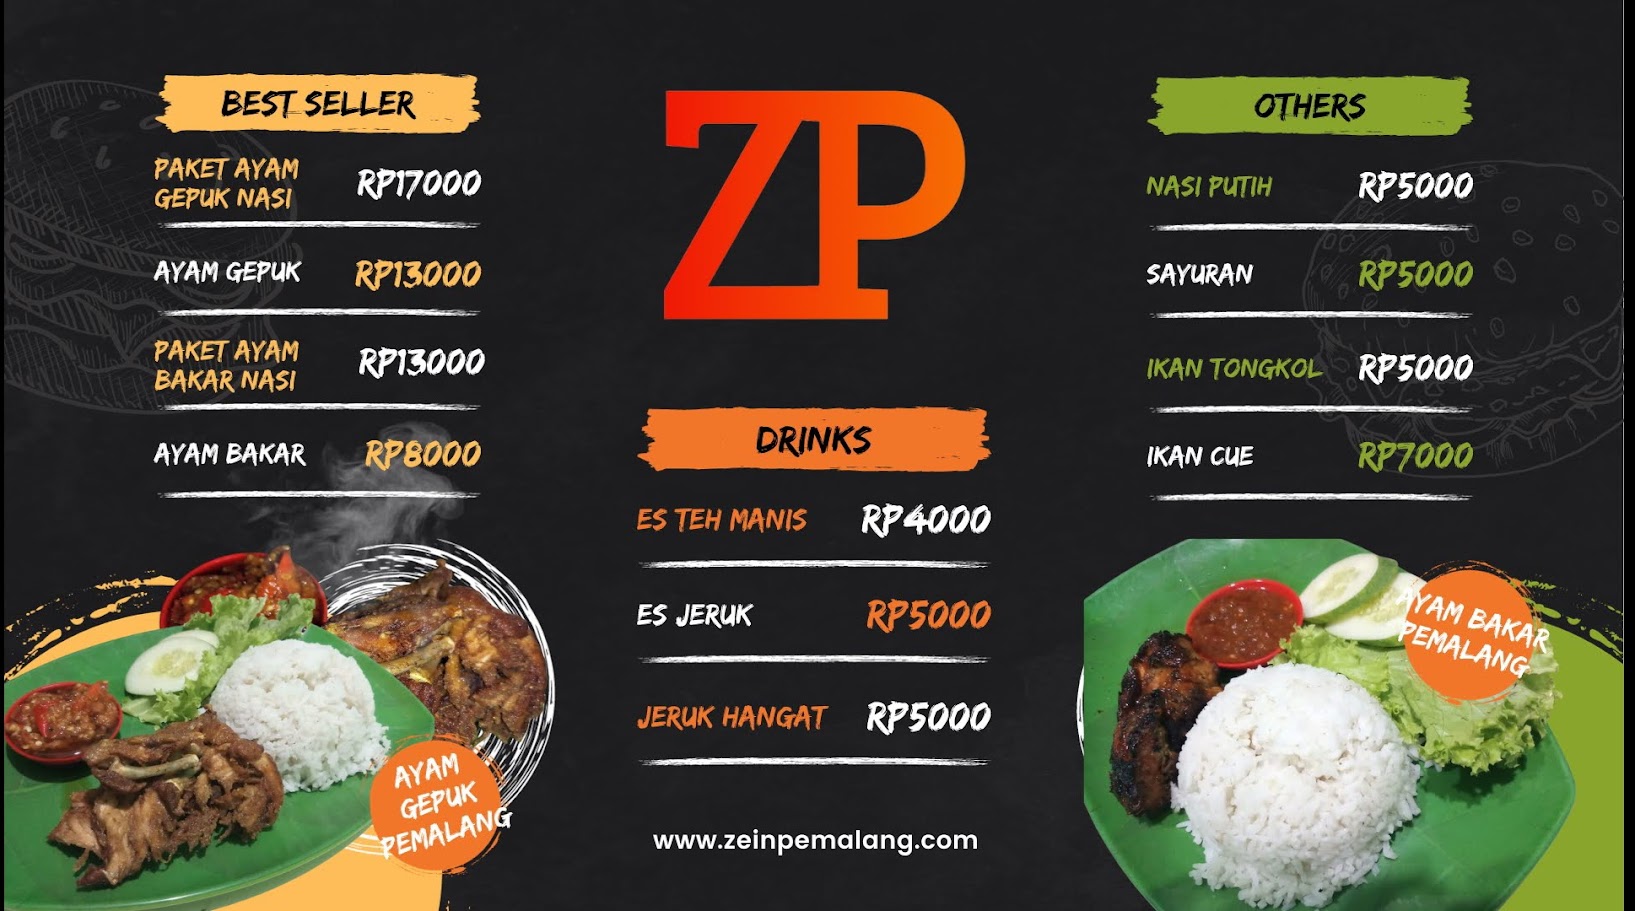 BEST SELLER
PAKET AYAM
GEPUK NASI
RP17000
AYAM GEPUK
RP13000
PAKET AYAM
BAKAR NASI
RP13000
AYAM BAKAR
RP8000
AYAM
GEPUK
PEMALANG
ZP
DRINKS
ES TEH MANIS
RP4000
ES JERUK
RP5000
JERUK HANGAT
RP5000
www.zeinpemalang.com
OTHERS
NASI PUTIH
RP5000
SAYURAN
RP5000
IKAN TONGKOL
RP5000
IKAN CUE
RP7000
AYAM BAKAR
PEMALANG